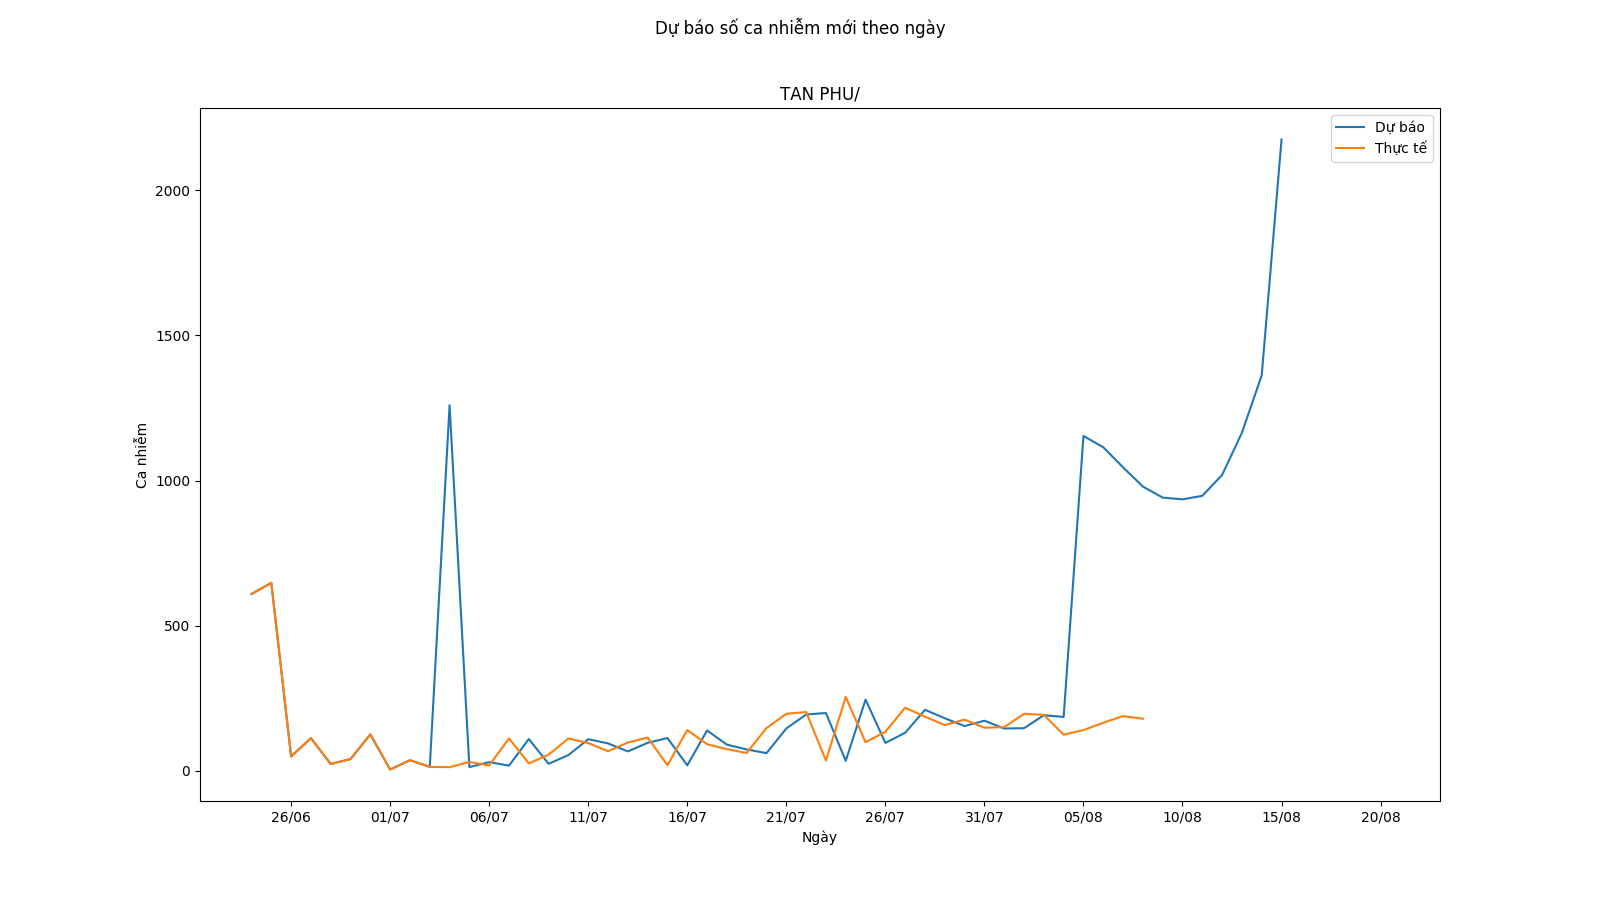 Dự báo số ca nhiễm mới theo ngày
TAN PHU/
Dự báo
Thực tế
2000
1500
1000
500
0
Ca nhiễm
26/06 01/07 06/07 11/07 16/07 21/07 26/07 31/07 05/08 10/08 15/08 20/08
Ngày